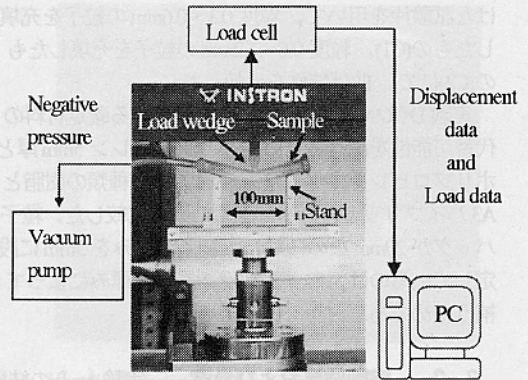 Load cell
INSTRON
Load wedge
Sample
Negative
pressure
Displacement
data
and
Load data
100mm
Stand
Vacuum
pump
PC